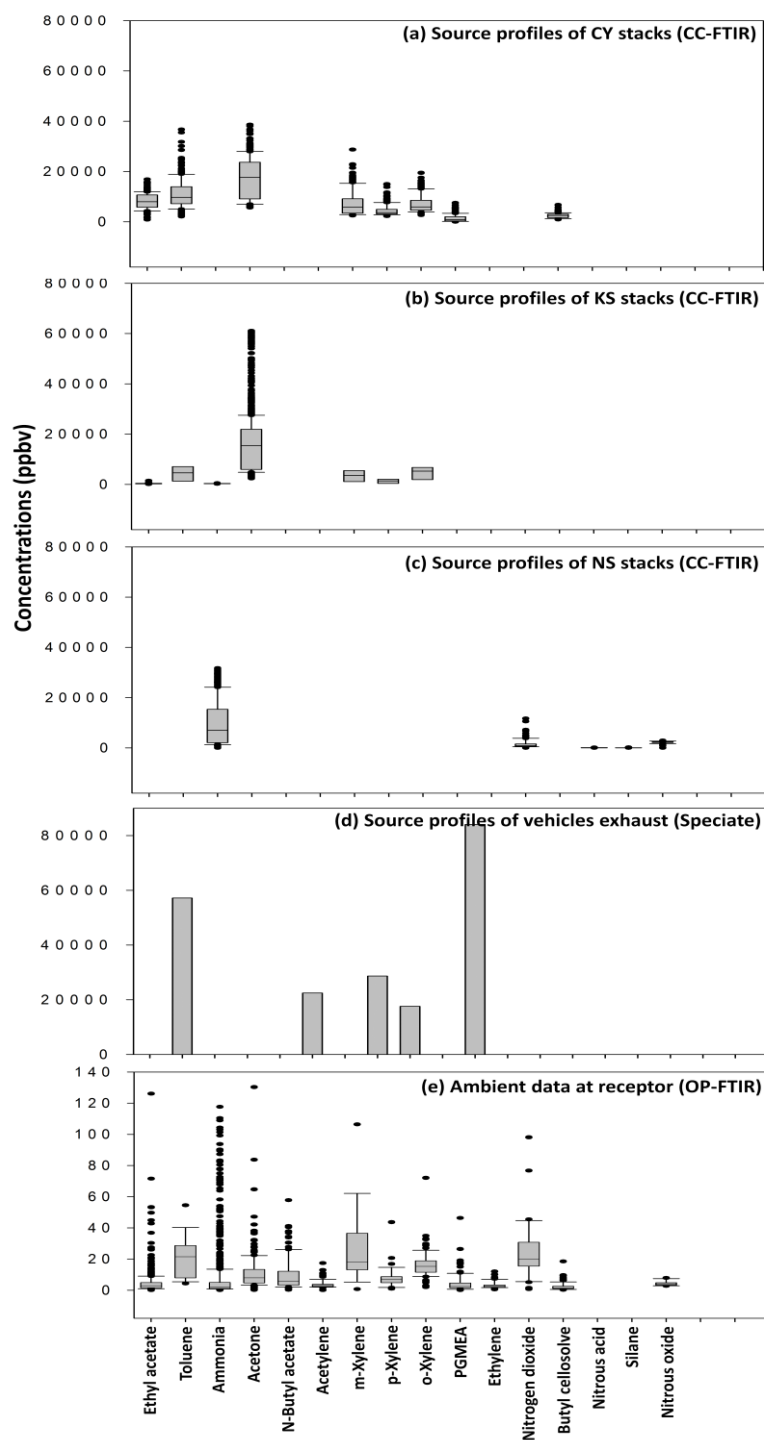 Concentrations (ppbv)
(a) Source profiles of CY stacks (CC-FTIR)
80000
60000
40000
20000
0
(b) Source profiles of KS stacks (CC-FTIR)
80000
60000
40000
20000
0
(c) Source profiles of NS stacks (CC-FTIR)
80000
60000
40000
20000
0
(d) Source profiles of vehicles exhaust (Speciate)
80000
60000
40000
20000
0
(e) Ambient data at receptor (OP-FTIR)
140
120
100
80
60
40
20
0
Ethyl acetate
Toluene
Ammonia
Acetone
N-Butyl acetate
Acetylene
m-Xylene
p-Xylene
o-Xylene
PGMEA
Ethylene
Nitrogen dioxide
Butyl cellosolve
Nitrous acid
Silane
Nitrous oxide